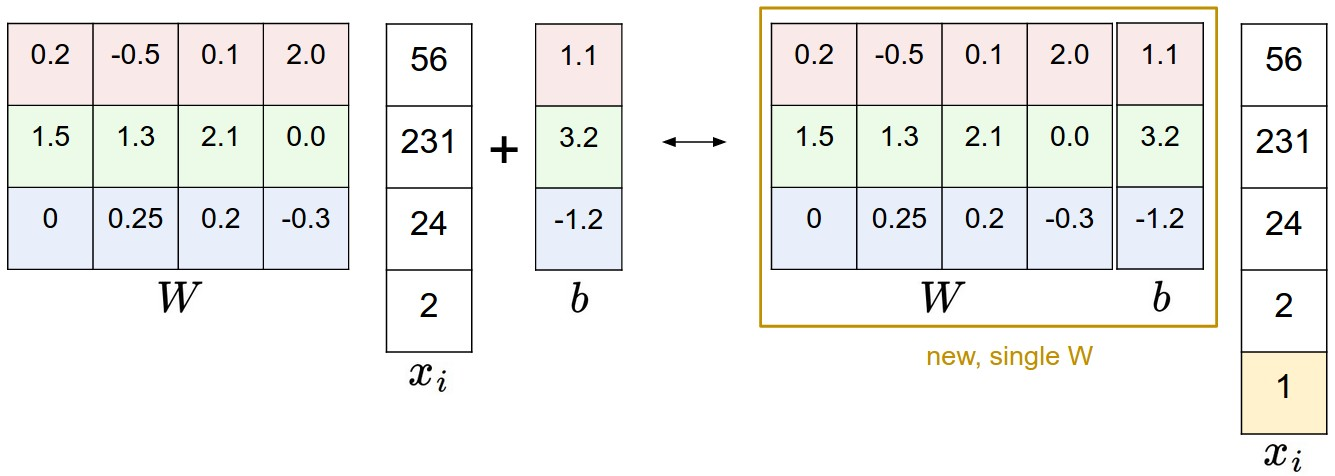 0.2 -0.5 0.1 2.0 56 1.1 0.2 -0.5 0.1 2.0 1.1 56
1.5 1.3 2.1 0.0 231 + 3.2 1.5 1.3 2.1 0.0 3.2 231
0 0.25 0.2 -0.3 24 -1.2 0 0.25 0.2 -0.3 -1.2 24
W 2 b W b 2
new, single W
x_i 1
x_i